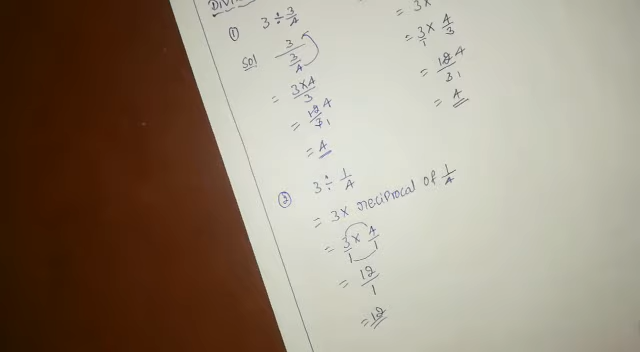 DIVI
① 3 ÷ 3/4
Sol 3 / (3/4)
= 3×4/3
= 12 4/3 1
= 4
= 3×
= 3/1 × 4/3
= 12 4/3 1
= 4
② 3 ÷ 1/4
= 3× reciprocal of 1/4
= 3/1 × 4/1
= 12/1
= 12